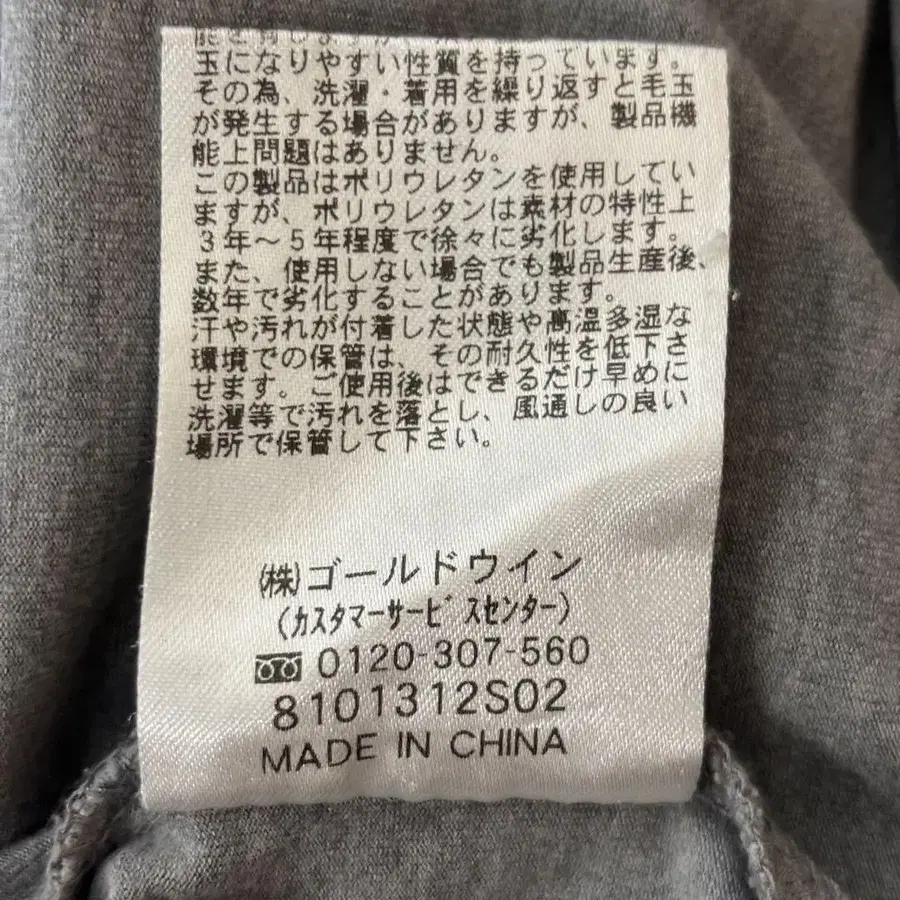 玉になりやすい性質を持っています。
その為、洗濯・着用を繰り返すと毛玉
が発生する場合がありますが、製品機
能上問題はありません。
この製品はポリウレタンを使用してい
ますが、ポリウレタンは素材の特性上
3年～5年程度で徐々に劣化します。
また、使用しない場合でも製品生産後、
数年で劣化することがあります。
汗や汚れが付着した状態や高温多湿な
環境での保管は、その耐久性を低下さ
せます。ご使用後はできるだけ早めに
洗濯等で汚れを落とし、風通しの良い
場所で保管して下さい。
㈱ゴールドウイン
(カスタマーサービスセンター)
0120-307-560
8101312S02
MADE IN CHINA